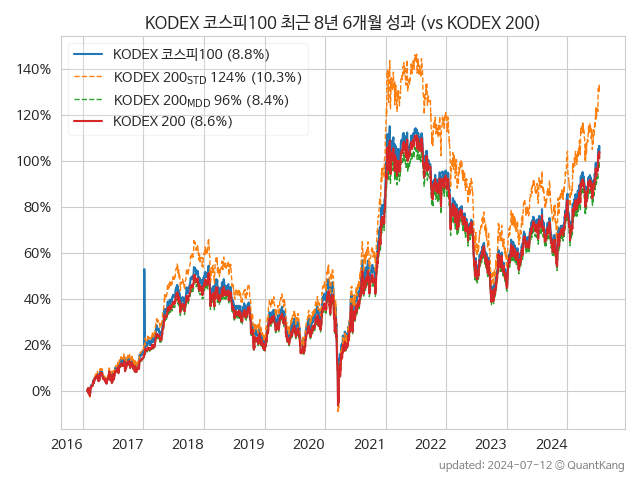 KODEX 코스피100 최근 8년 6개월 성과 (vs KODEX 200)
KODEX 코스피100 (8.8%)
KODEX 200STD 124% (10.3%)
KODEX 200MDD 96% (8.4%)
KODEX 200 (8.6%)
140%
120%
100%
80%
60%
40%
20%
0%
2016 2017 2018 2019 2020 2021 2022 2023 2024
updated: 2024-07-12 © QuantKang